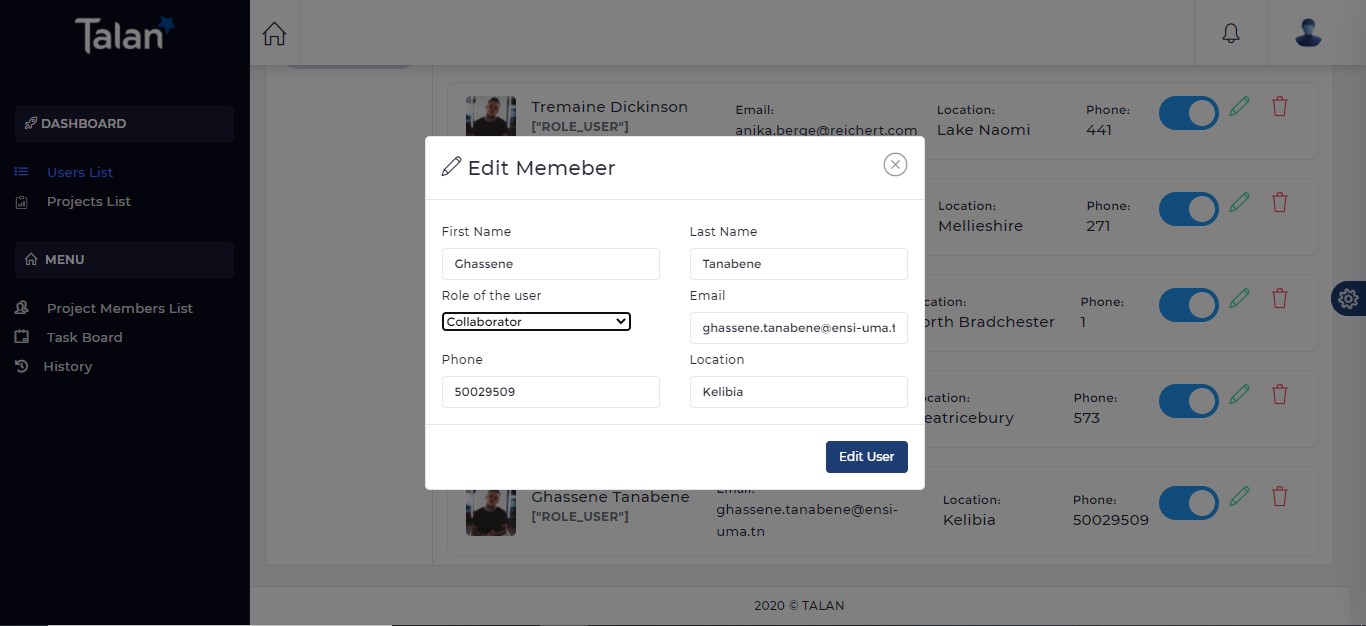 Talan
DASHBOARD
Users List
Projects List
MENU
Project Members List
Task Board
History
Tremaine Dickinson
["ROLE_USER"]
Email:
anika.berge@reichert.com
Location:
Lake Naomi
Phone:
441
Location:
Mellieshire
Phone:
271
cation:
orth Bradchester
Phone:
1
ocation:
eatricebury
Phone:
573
Edit Memeber
First Name
Last Name
Ghassene
Tanabene
Role of the user
Email
Collaborator
ghassene.tanabene@ensi-uma.t
Phone
Location
50029509
Kelibia
Edit User
Ghassene Tanabene
["ROLE_USER"]
Email:
ghassene.tanabene@ensi-
uma.tn
Location:
Kelibia
Phone:
50029509
2020 © TALAN